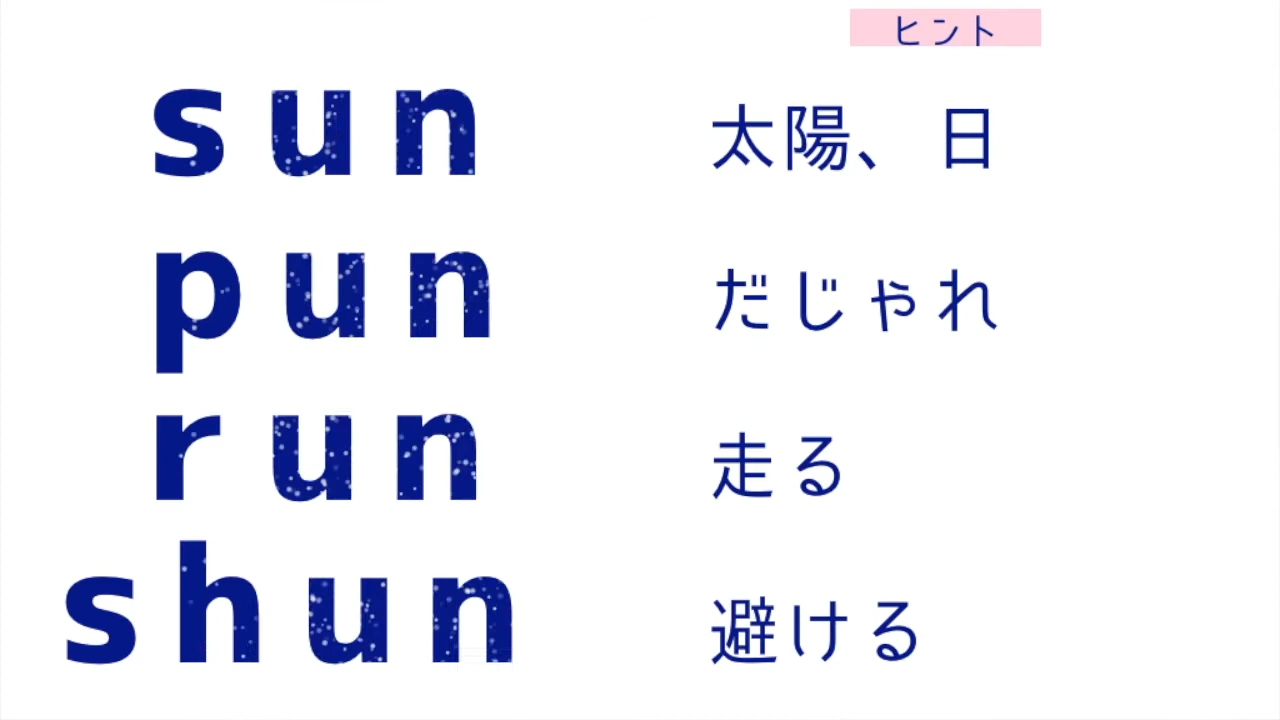 ヒント
sun 太陽、日
pun だじゃれ
run 走る
shun 避ける